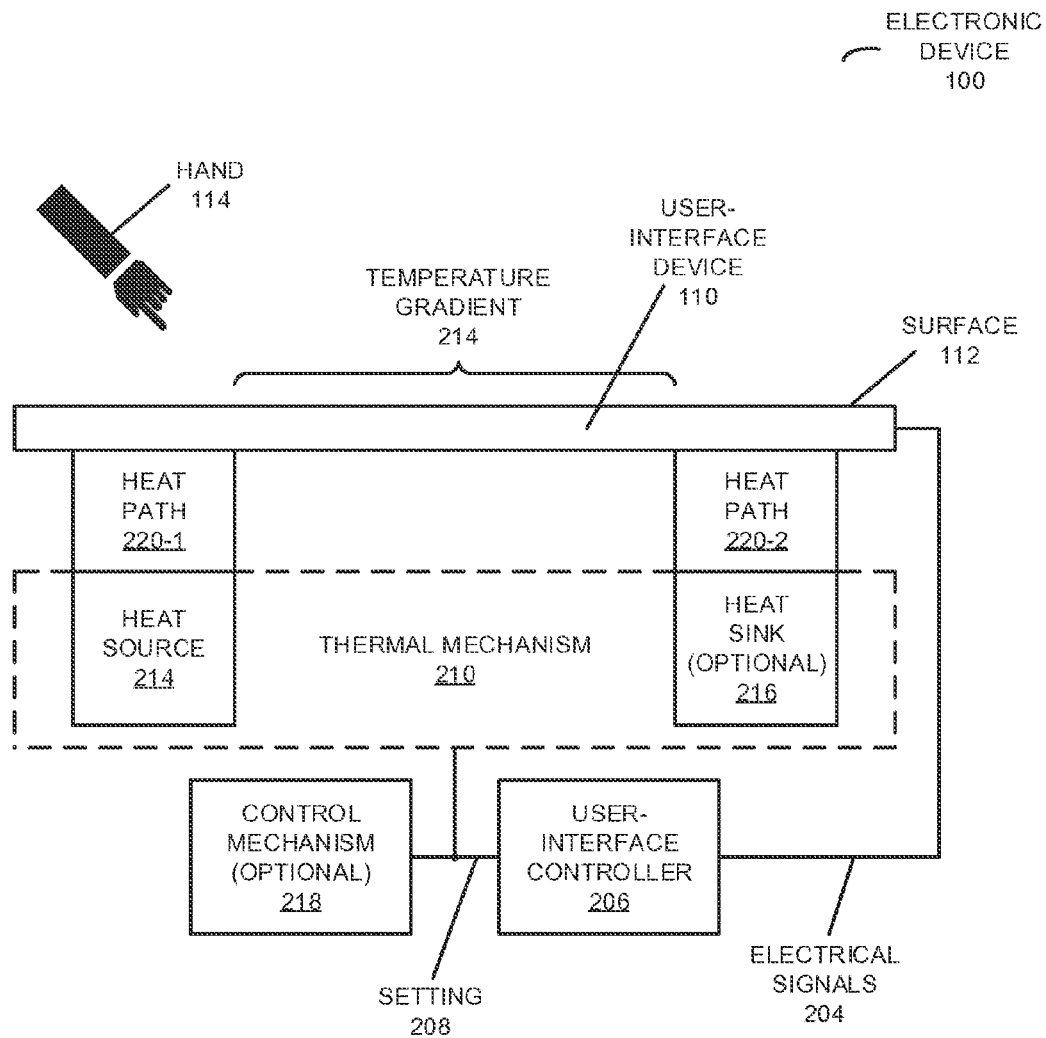 ELECTRONIC
DEVICE
100
HAND
114
USER-
INTERFACE
DEVICE
110
TEMPERATURE
GRADIENT
214
SURFACE
112
HEAT
PATH
220-1
HEAT
PATH
220-2
HEAT
SOURCE
214
THERMAL MECHANISM
210
HEAT
SINK
(OPTIONAL)
216
CONTROL
MECHANISM
(OPTIONAL)
218
USER-
INTERFACE
CONTROLLER
206
SETTING
208
ELECTRICAL
SIGNALS
204